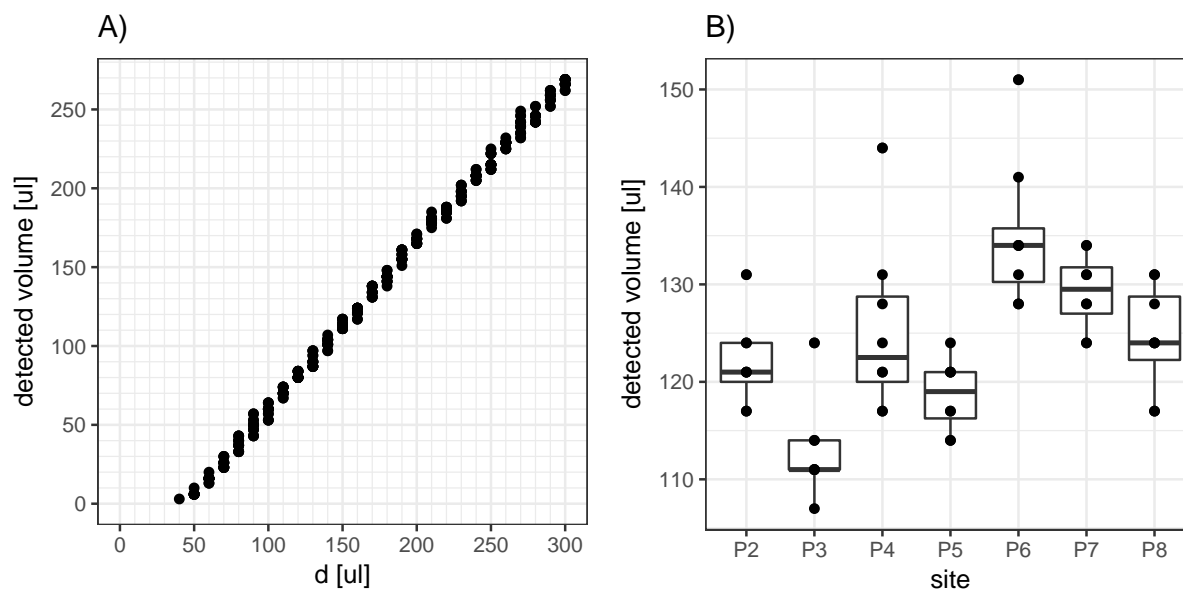 A)
250
200
150
100
50
0
detected volume [ul]
0 50 100 150 200 250 300
d [ul]
B)
150
140
130
120
110
detected volume [ul]
P2 P3 P4 P5 P6 P7 P8
site